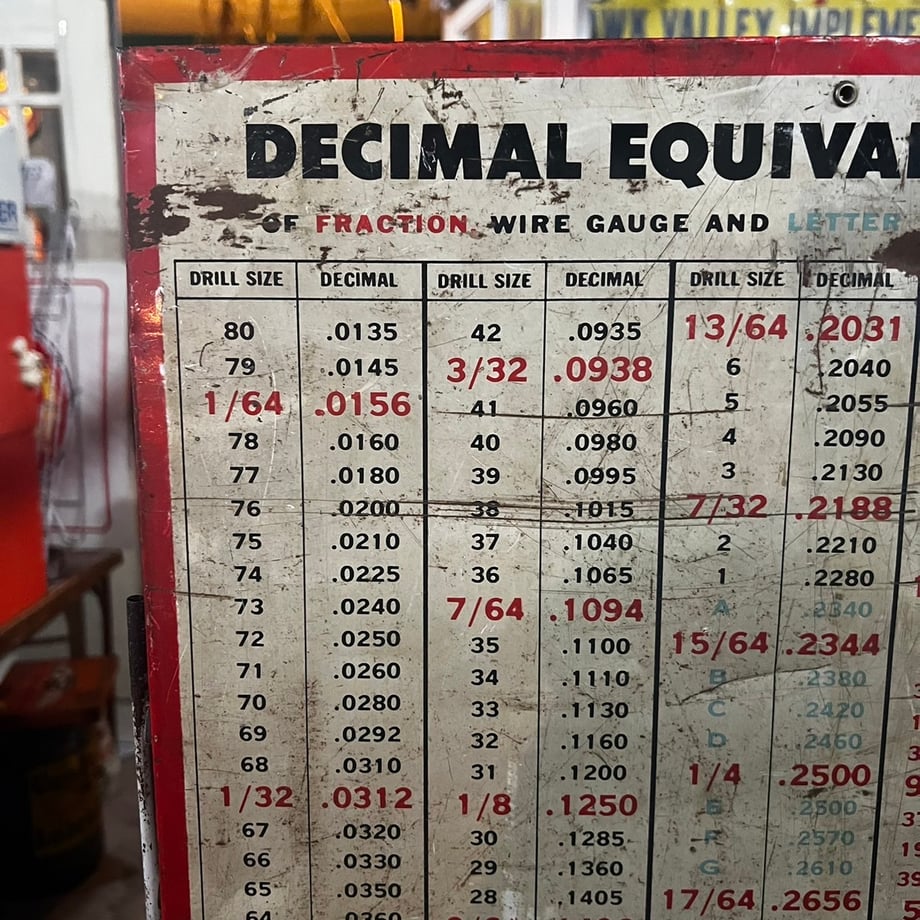 AWK VALLEY IMPLEME
DECIMAL EQUIVA
OF FRACTION, WIRE GAUGE AND LETTER
DRILL SIZE DECIMAL DRILL SIZE DECIMAL DRILL SIZE DECIMAL
80 .0135 42 .0935 13/64 .2031
79 .0145 3/32 .0938 6 .2040
1/64 .0156 41 .0960 5 .2055
78 .0160 40 .0980 4 .2090
77 .0180 39 .0995 3 .2130
76 .0200 38 .1015 7/32 .2188
75 .0210 37 .1040 2 .2210
74 .0225 36 .1065 1 .2280
73 .0240 7/64 .1094 A .2340
72 .0250 35 .1100 15/64 .2344
71 .0260 34 .1110 B .2380
70 .0280 33 .1130 C .2420
69 .0292 32 .1160 D .2460
68 .0310 31 .1200 1/4 .2500
1/32 .0312 1/8 .1250 E .2500
67 .0320 30 .1285 F .2570
66 .0330 29 .1360 G .2610
65 .0350 28 .1405 17/64 .2656
64 .0360